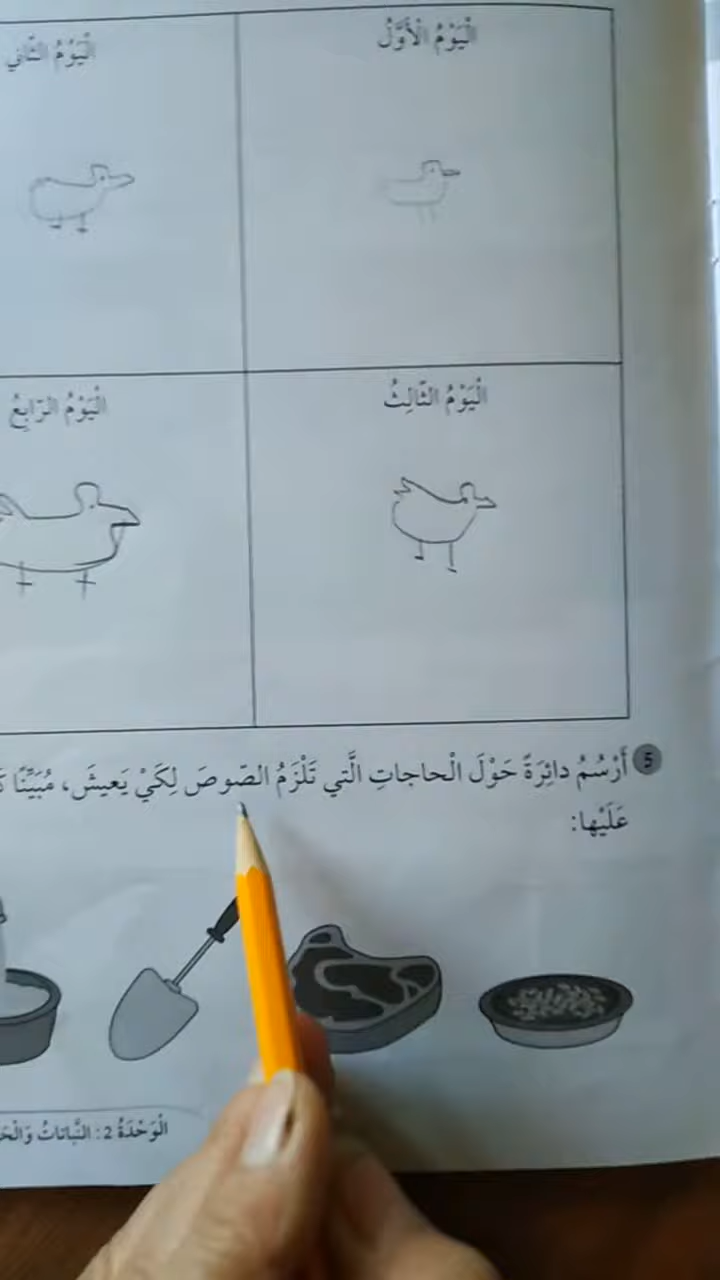 الْيَوْمُ الْأَوَّلُ
الْيَوْمُ الثّاني
الْيَوْمُ الثّالِثُ
الْيَوْمُ الرّابِعُ
5 أَرْسُمُ دائِرَةً حَوْلَ الْحاجاتِ الَّتي تَلْزَمُ الصّوصَ لِكَيْ يَعيشَ، مُبَيِّنًا
عَلَيْها:
الْوَحْدَةُ 2: النَّباتاتُ